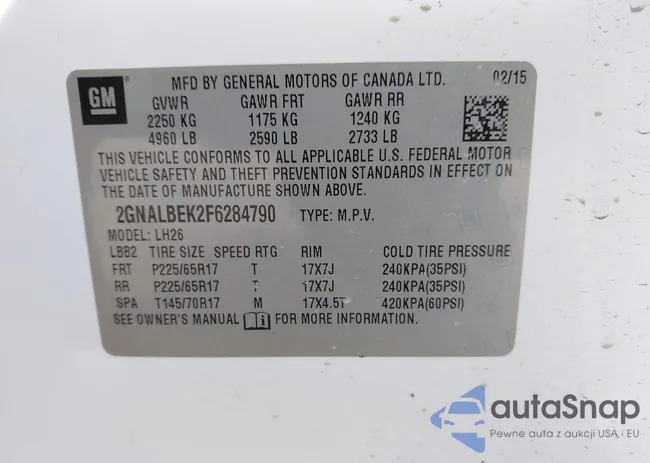 GM
MFD BY GENERAL MOTORS OF CANADA LTD. 02/15
GVWR GAWR FRT GAWR RR
2250 KG 1175 KG 1240 KG
4960 LB 2590 LB 2733 LB
THIS VEHICLE CONFORMS TO ALL APPLICABLE U.S. FEDERAL MOTOR
VEHICLE SAFETY AND THEFT PREVENTION STANDARDS IN EFFECT ON
THE DATE OF MANUFACTURE SHOWN ABOVE.
2GNALBEK2F6284790 TYPE: M.P.V.
MODEL: LH26
LBB2 TIRE SIZE SPEED RTG RIM COLD TIRE PRESSURE
FRT P225/65R17 T 17X7J 240KPA(35PSI)
RR P225/65R17 T 17X7J 240KPA(35PSI)
SPA T145/70R17 M 17X4.5T 420KPA(60PSI)
SEE OWNER'S MANUAL FOR MORE INFORMATION.
autoSnap
Pewne auta z aukcji USA i EU